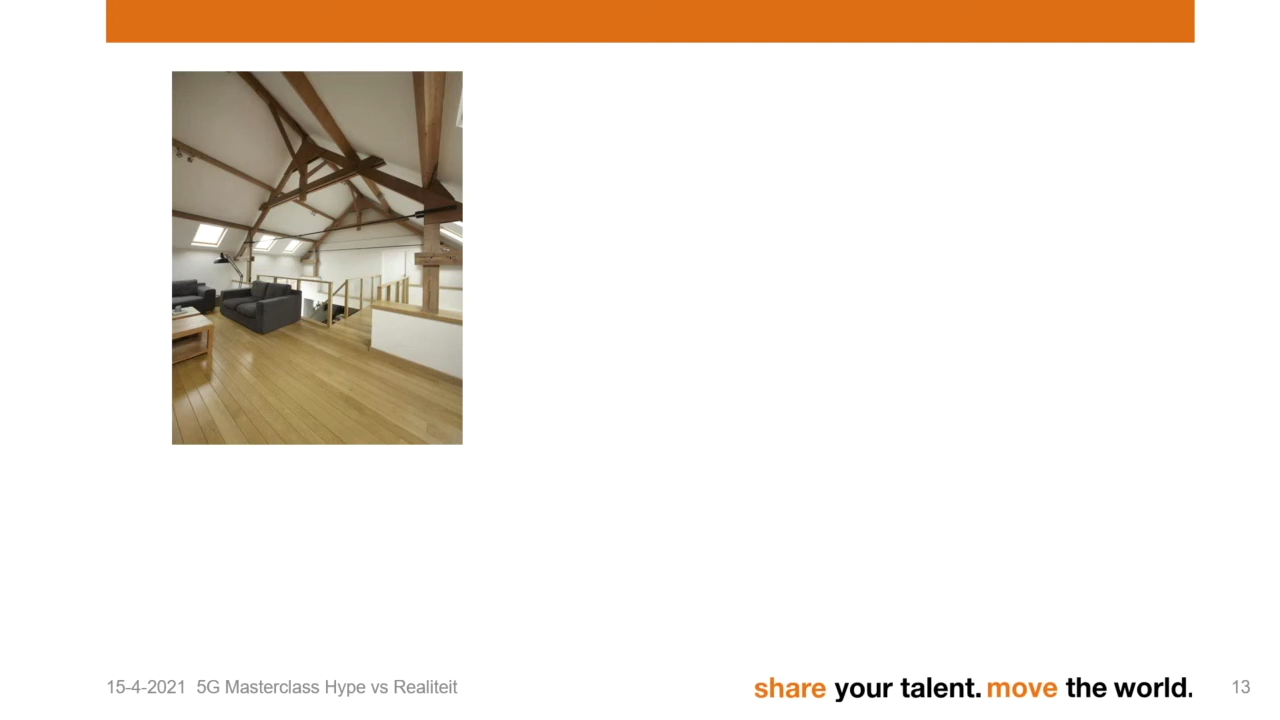 15-4-2021 5G Masterclass Hype vs Realiteit
share your talent. move the world.
13